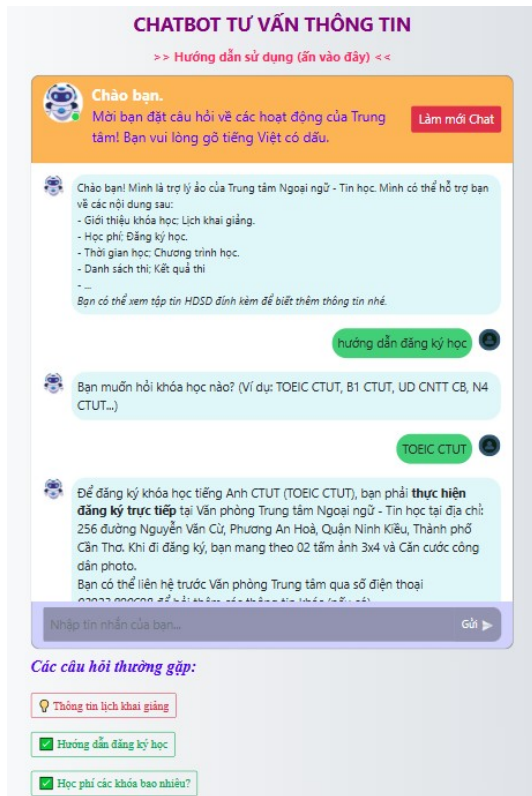 CHATBOT TƯ VẤN THÔNG TIN
>> Hướng dẫn sử dụng (ấn vào đây) <<
Chào bạn.
Mời bạn đặt câu hỏi về các hoạt động của Trung
tâm! Bạn vui lòng gõ tiếng Việt có dấu.
Làm mới Chat
Chào bạn! Mình là trợ lý ảo của Trung tâm Ngoại ngữ - Tin học. Mình có thể hỗ trợ bạn
về các nội dung sau:
- Giới thiệu khóa học; Lịch khai giảng.
- Học phí; Đăng ký học.
- Thời gian học; Chương trình học.
- Danh sách thi; Kết quả thi
- ...
Bạn có thể xem tập tin HDSD đính kèm để biết thêm thông tin nhé.
hướng dẫn đăng ký học
Bạn muốn hỏi khóa học nào? (Ví dụ: TOEIC CTUT, B1 CTUT, UD CNTT CB, N4
CTUT...)
TOEIC CTUT
Để đăng ký khóa học tiếng Anh CTUT (TOEIC CTUT), bạn phải thực hiện
đăng ký trực tiếp tại Văn phòng Trung tâm Ngoại ngữ - Tin học tại địa chỉ:
256 đường Nguyễn Văn Cừ, Phường An Hoà, Quận Ninh Kiều, Thành phố
Cần Thơ. Khi đi đăng ký, bạn mang theo 02 tấm ảnh 3x4 và Căn cước công
dân photo.
Bạn có thể liên hệ trước Văn phòng Trung tâm qua số điện thoại
để hỏi thêm các thông tin khác (nếu có)
Nhập tin nhắn của bạn...
Gửi
Các câu hỏi thường gặp:
Thông tin lịch khai giảng
Hướng dẫn đăng ký học
Học phí các khóa bao nhiêu?